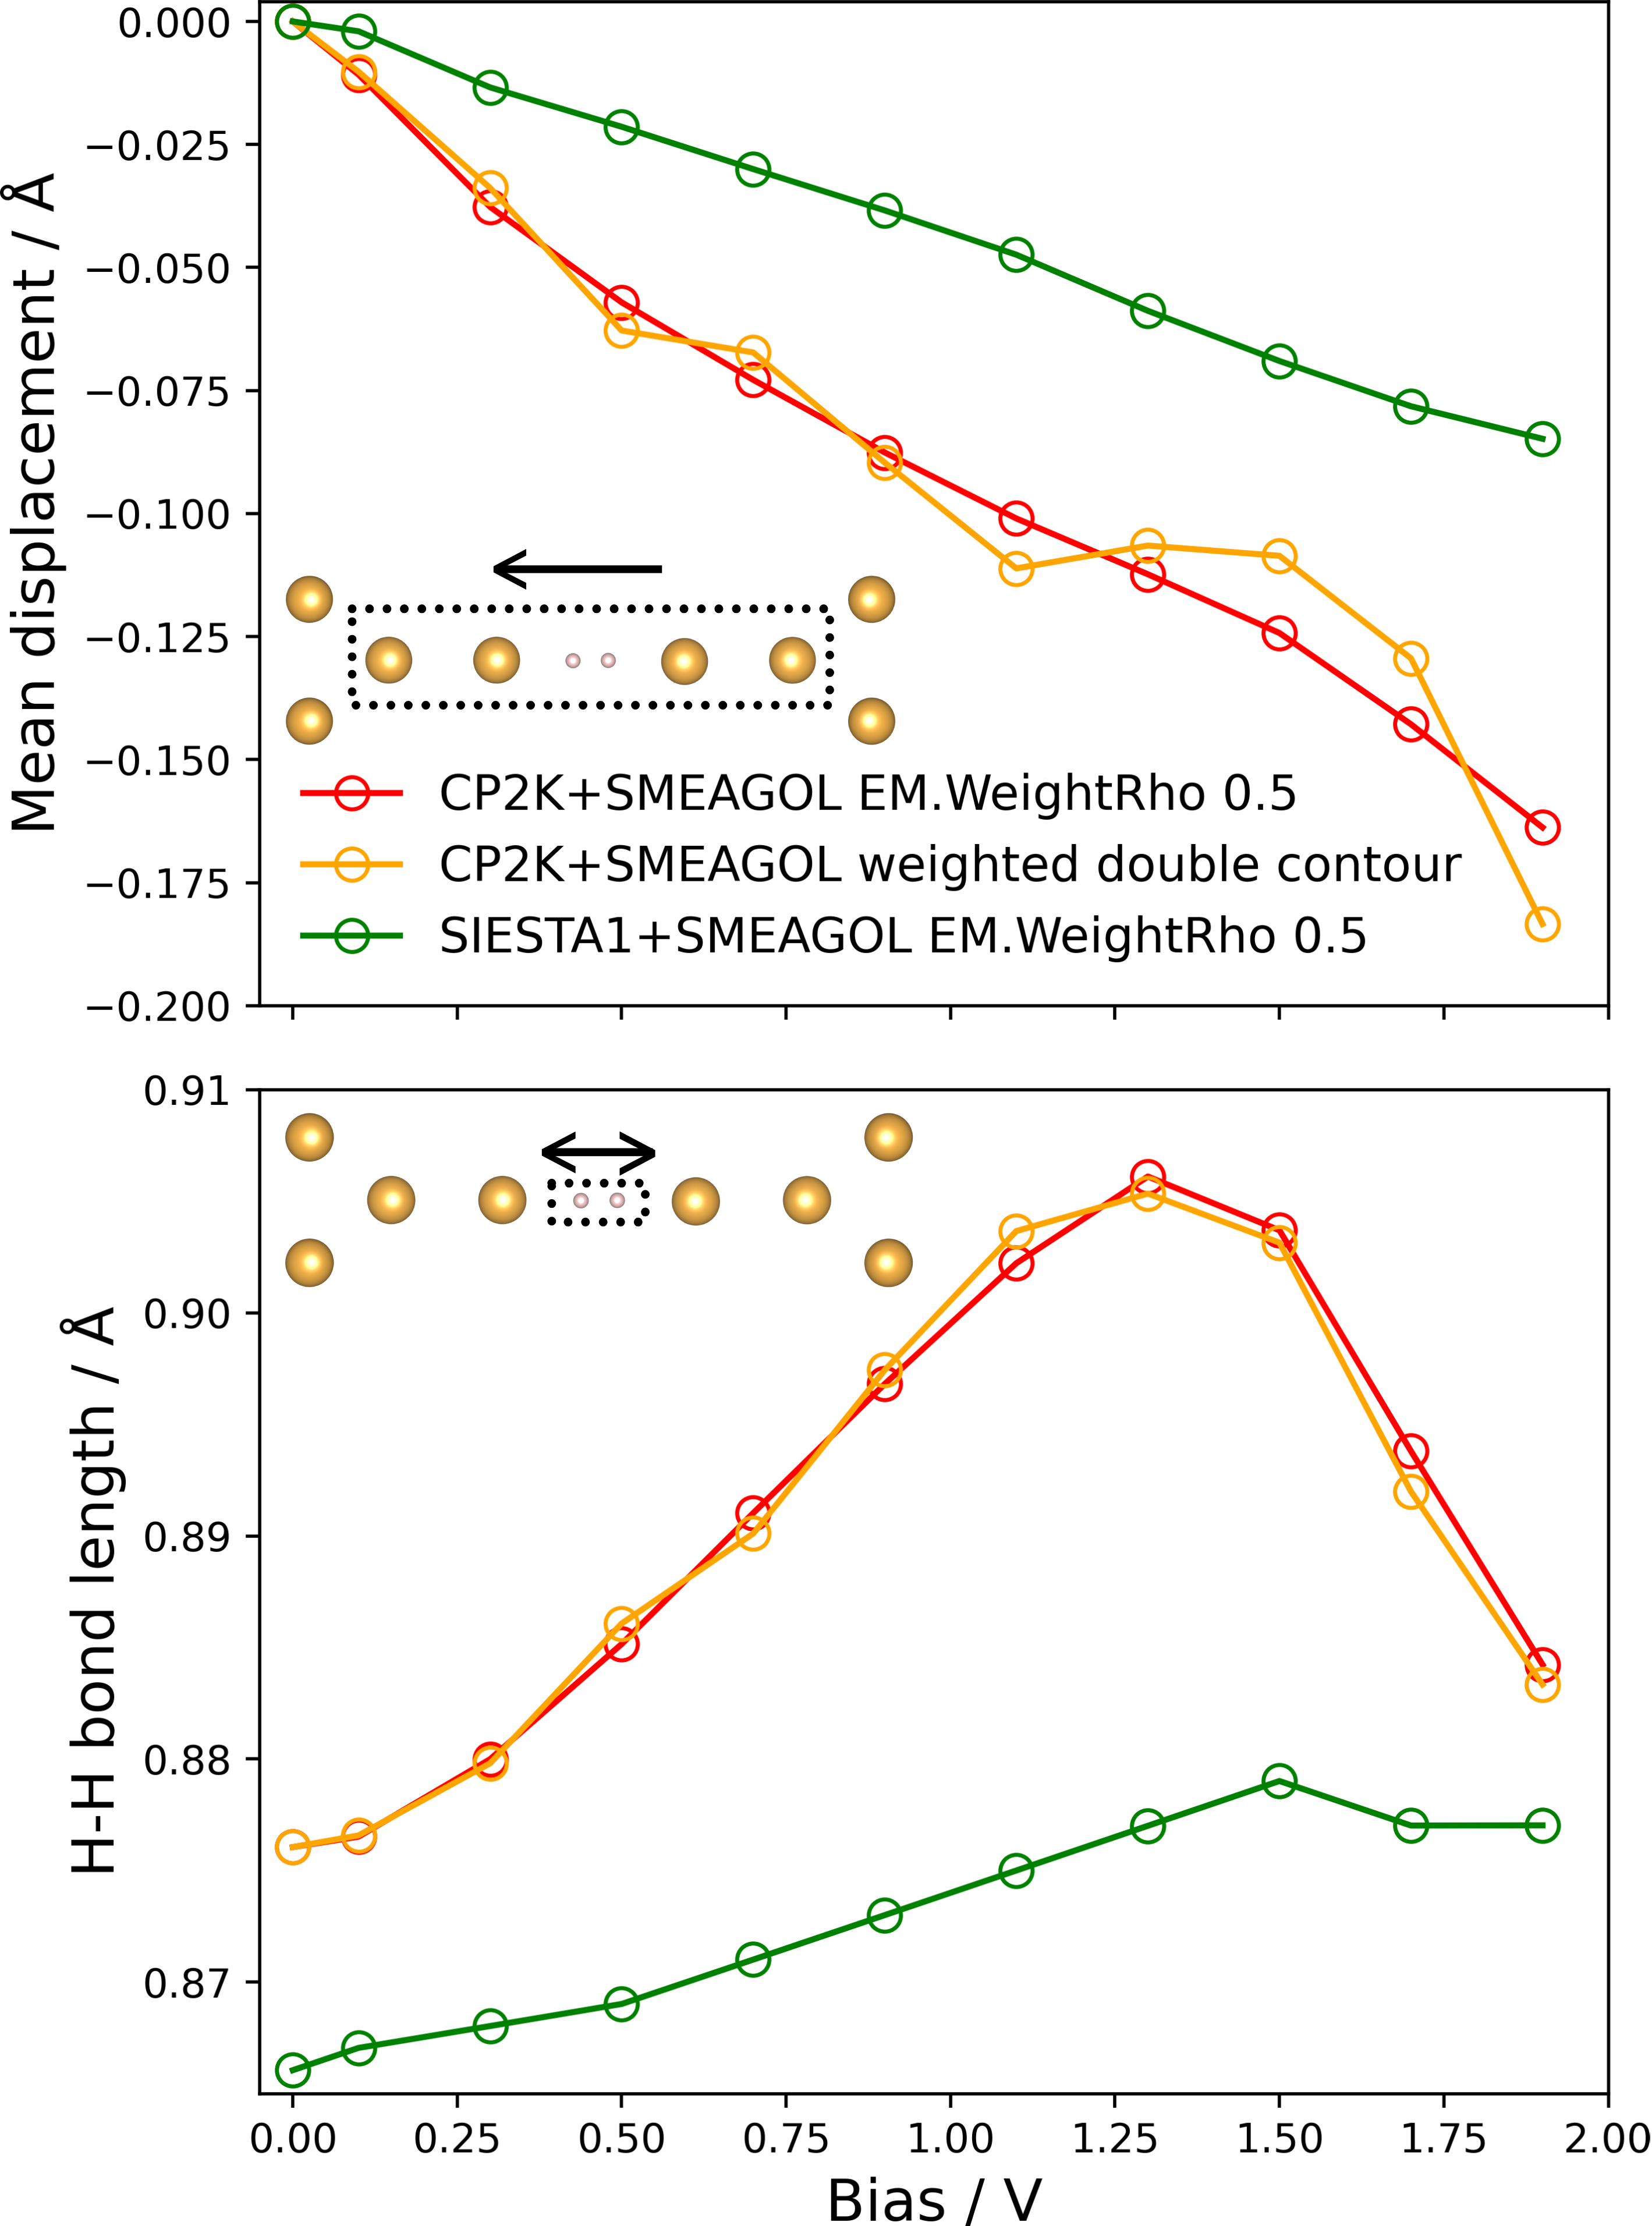 0.000
−0.025
−0.050
−0.075
−0.100
−0.125
−0.150
−0.175
−0.200
Mean displacement / Å
CP2K+SMEAGOL EM.WeightRho 0.5
CP2K+SMEAGOL weighted double contour
SIESTA1+SMEAGOL EM.WeightRho 0.5
0.91
0.90
0.89
0.88
0.87
H-H bond length / Å
0.00 0.25 0.50 0.75 1.00 1.25 1.50 1.75 2.00
Bias / V